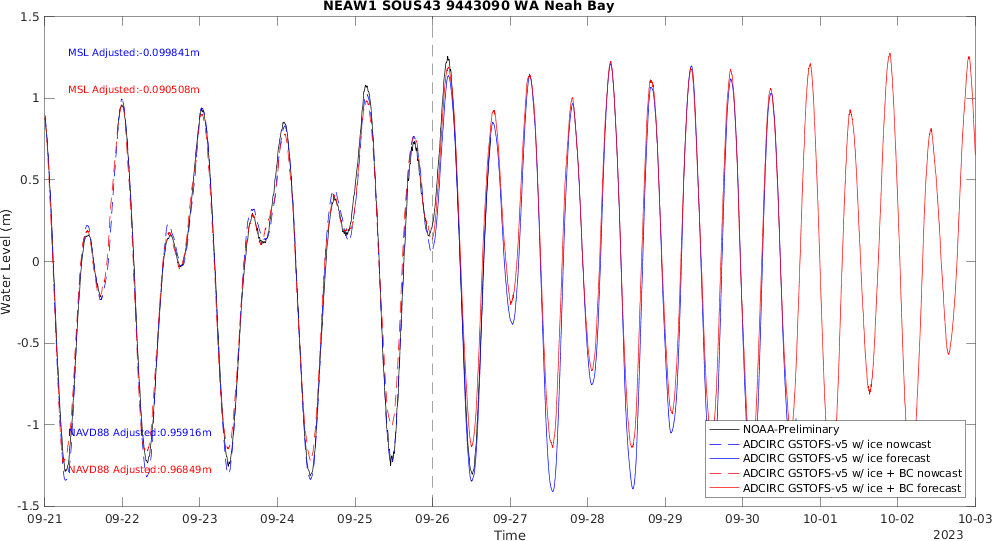 NEAW1 SOUS43 9443090 WA Neah Bay
1.5
1
0.5
0
-0.5
-1
-1.5
Water Level (m)
MSL Adjusted:-0.099841m
MSL Adjusted:-0.090508m
NAVD88 Adjusted:0.95916m
NAVD88 Adjusted:0.96849m
NOAA-Preliminary
ADCIRC GSTOFS-v5 w/ ice nowcast
ADCIRC GSTOFS-v5 w/ ice forecast
ADCIRC GSTOFS-v5 w/ ice + BC nowcast
ADCIRC GSTOFS-v5 w/ ice + BC forecast
09-21 09-22 09-23 09-24 09-25 09-26 09-27 09-28 09-29 09-30 10-01 10-02 10-03
Time
2023